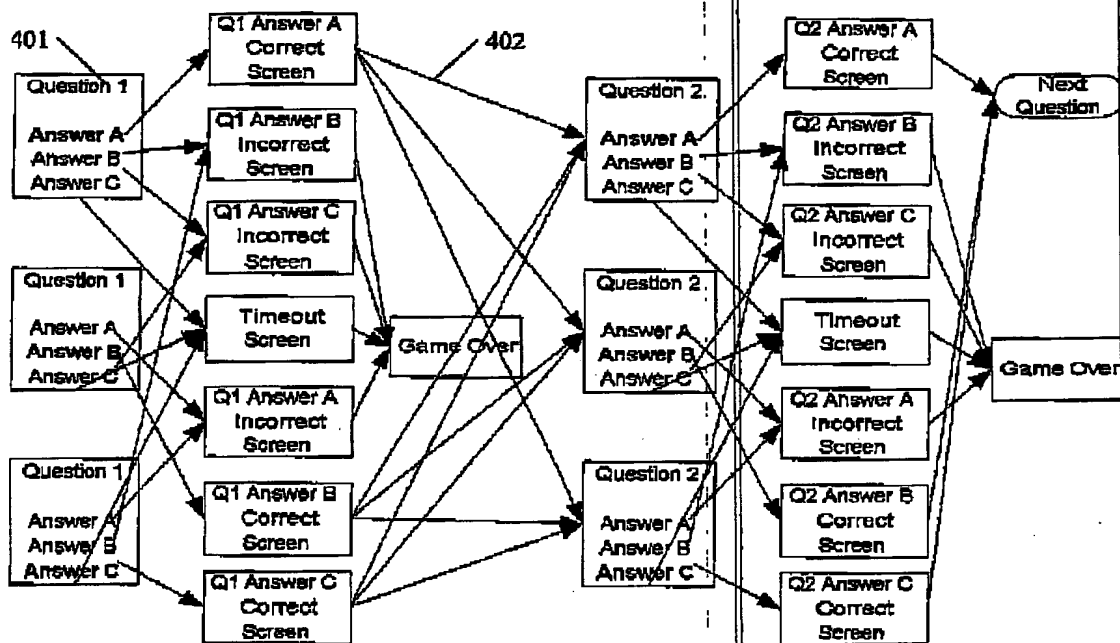 401
402
Question 1
Answer A
Answer B
Answer C
Question 1
Answer A
Answer B
Answer C
Question 1
Answer A
Answer B
Answer C
Q1 Answer A
Correct
Screen
Q1 Answer B
Incorrect
Screen
Q1 Answer C
Incorrect
Screen
Timeout
Screen
Q1 Answer A
Incorrect
Screen
Q1 Answer B
Correct
Screen
Q1 Answer C
Correct
Screen
Game Over
Question 2
Answer A
Answer B
Answer C
Question 2
Answer A
Answer B
Answer C
Question 2
Answer A
Answer B
Answer C
Q2 Answer A
Correct
Screen
Q2 Answer B
Incorrect
Screen
Q2 Answer C
Incorrect
Screen
Timeout
Screen
Q2 Answer A
Incorrect
Screen
Q2 Answer B
Correct
Screen
Q2 Answer C
Correct
Screen
Next
Question
Game Over